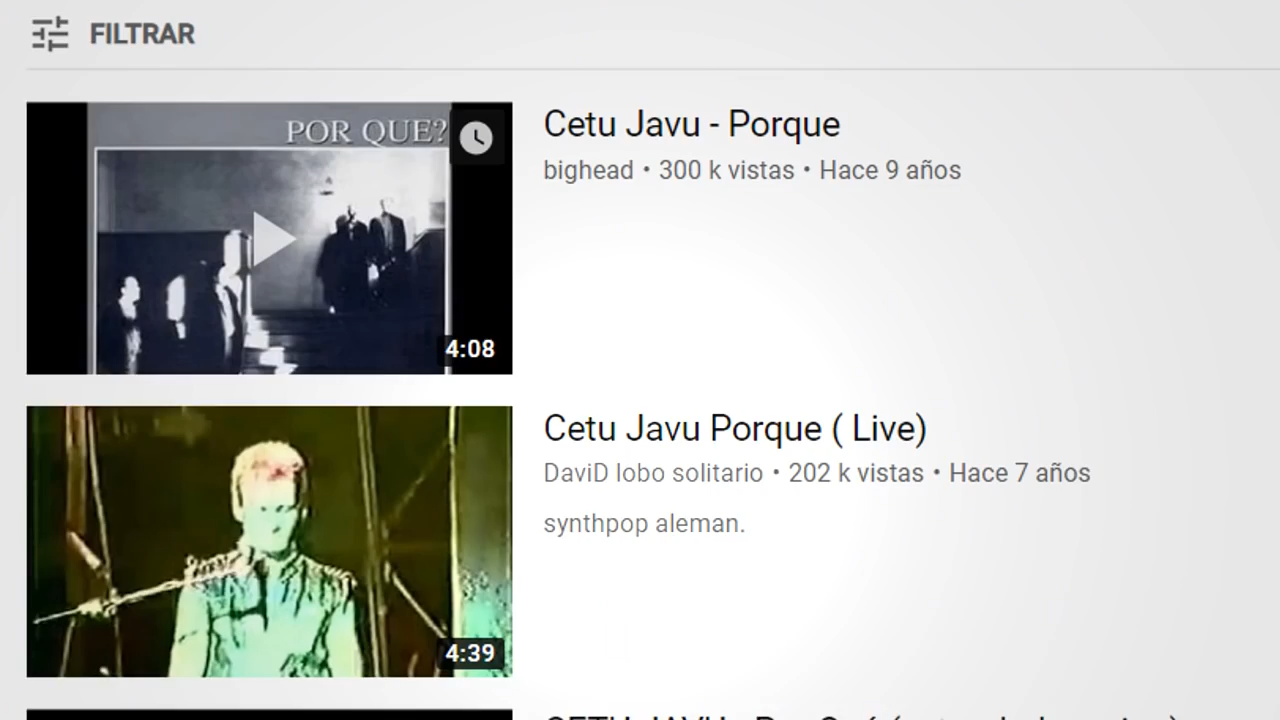 FILTRAR
POR QUE?
Cetu Javu - Porque
bighead • 300 k vistas • Hace 9 años
4:08
Cetu Javu Porque ( Live)
DaviD lobo solitario • 202 k vistas • Hace 7 años
synthpop aleman.
4:39